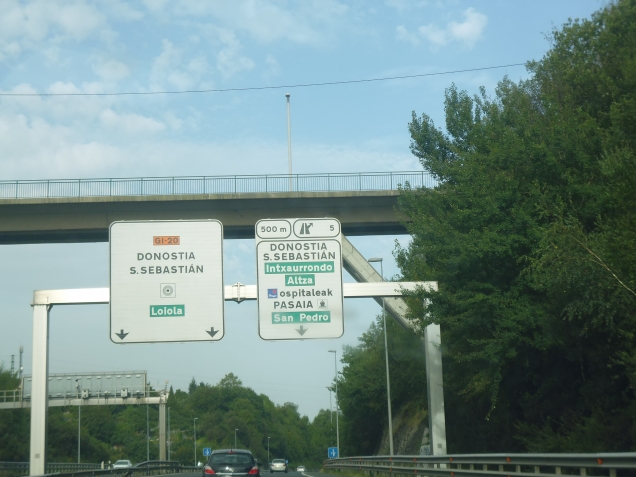 GI-20
DONOSTIA
S.SEBASTIÁN
Loiola
500 m 5
DONOSTIA
S.SEBASTIÁN
Intxaurrondo
Altza
ospitaleak
PASAIA
San Pedro